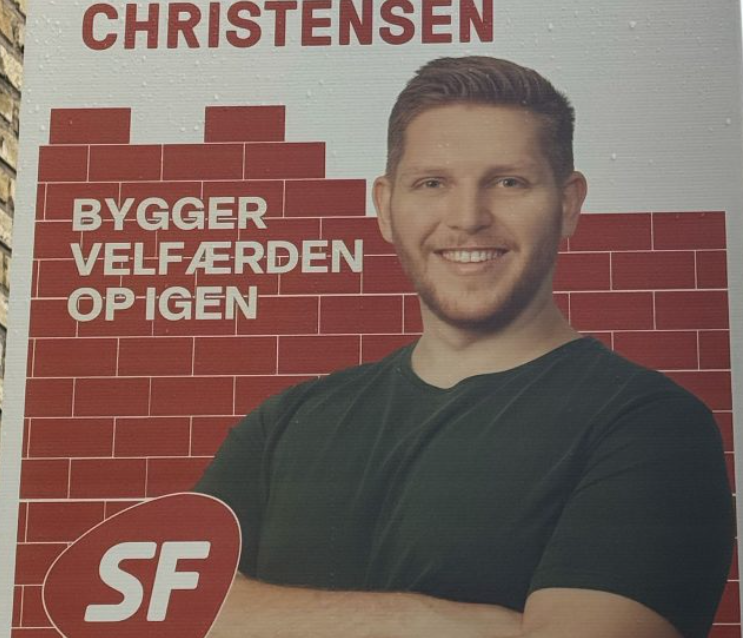 CHRISTENSEN
BYGGER
VELFÆRDEN
OP IGEN
SF